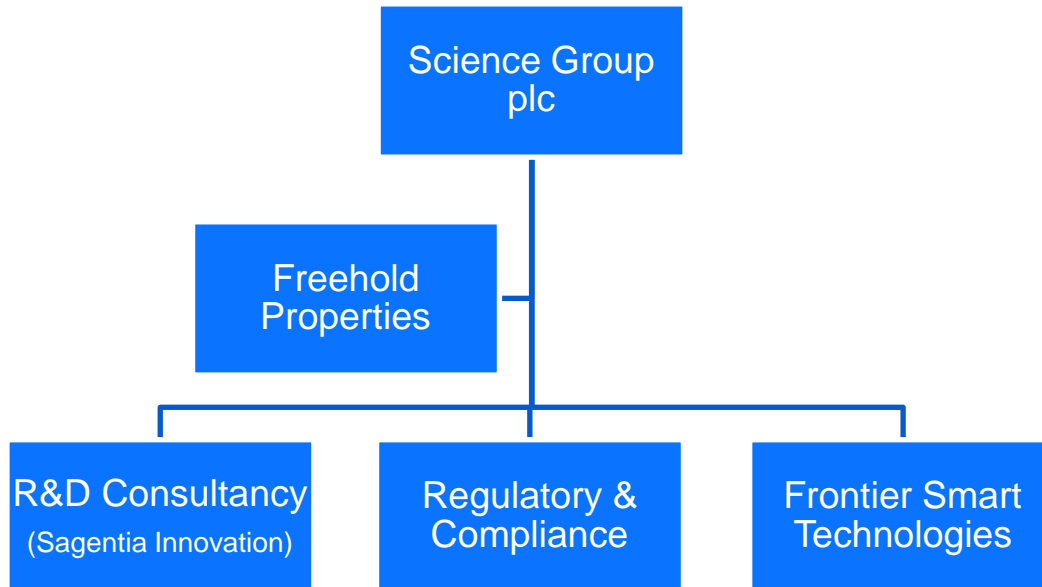 Science Group
plc
Freehold
Properties
R&D Consultancy
(Sagentia Innovation)
Regulatory &
Compliance
Frontier Smart
Technologies